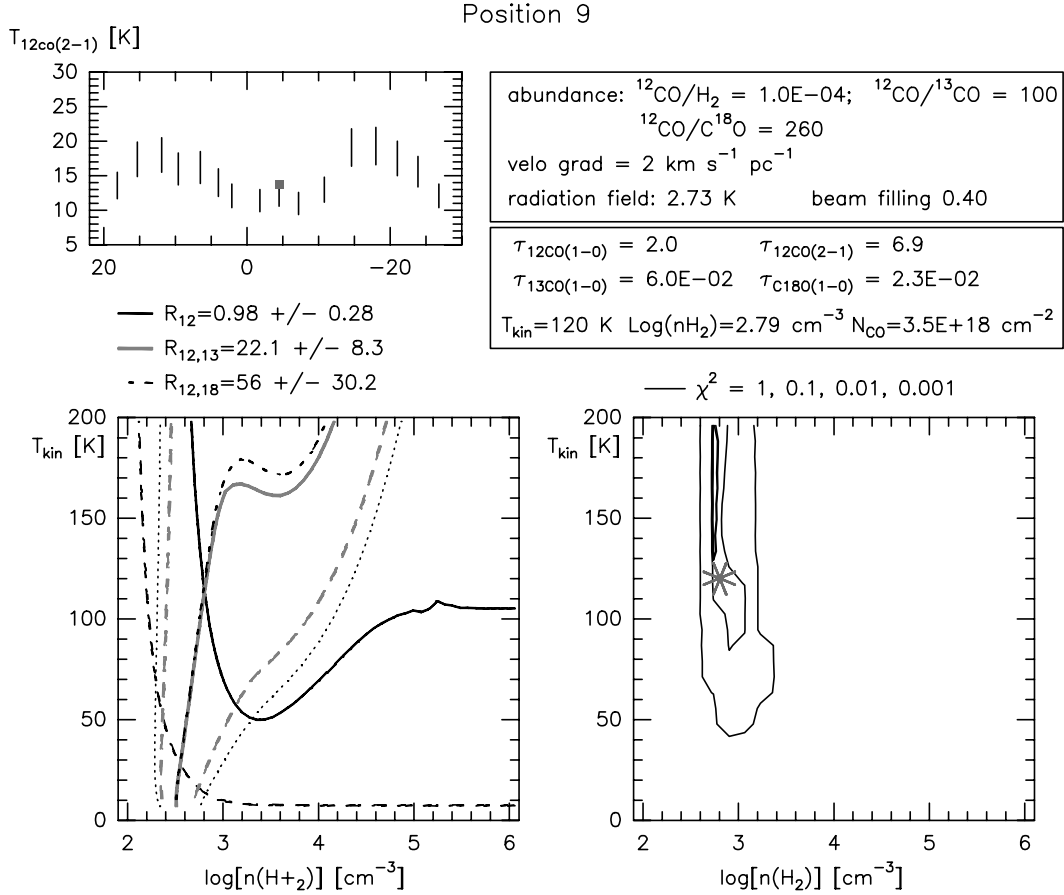 Position 9
T12co(2−1) [K]
30
25
20
15
10
5
20 0 −20
abundance: 12CO/H2 = 1.0E−04; 12CO/13CO = 100
12CO/C18O = 260
velo grad = 2 km s−1 pc−1
radiation field: 2.73 K beam filling 0.40
τ12CO(1−0) = 2.0 τ12CO(2−1) = 6.9
τ13CO(1−0) = 6.0E−02 τC18O(1−0) = 2.3E−02
Tkin=120 K Log(nH2)=2.79 cm−3 NCO=3.5E+18 cm−2
R12=0.98 +/− 0.28
R12,13=22.1 +/− 8.3
R12,18=56 +/− 30.2
χ2 = 1, 0.1, 0.01, 0.001
200
Tkin [K]
150
100
50
0
2 3 4 5 6
log[n(H+2)] [cm−3]
200
Tkin [K]
150
100
50
0
2 3 4 5 6
log[n(H2)] [cm−3]